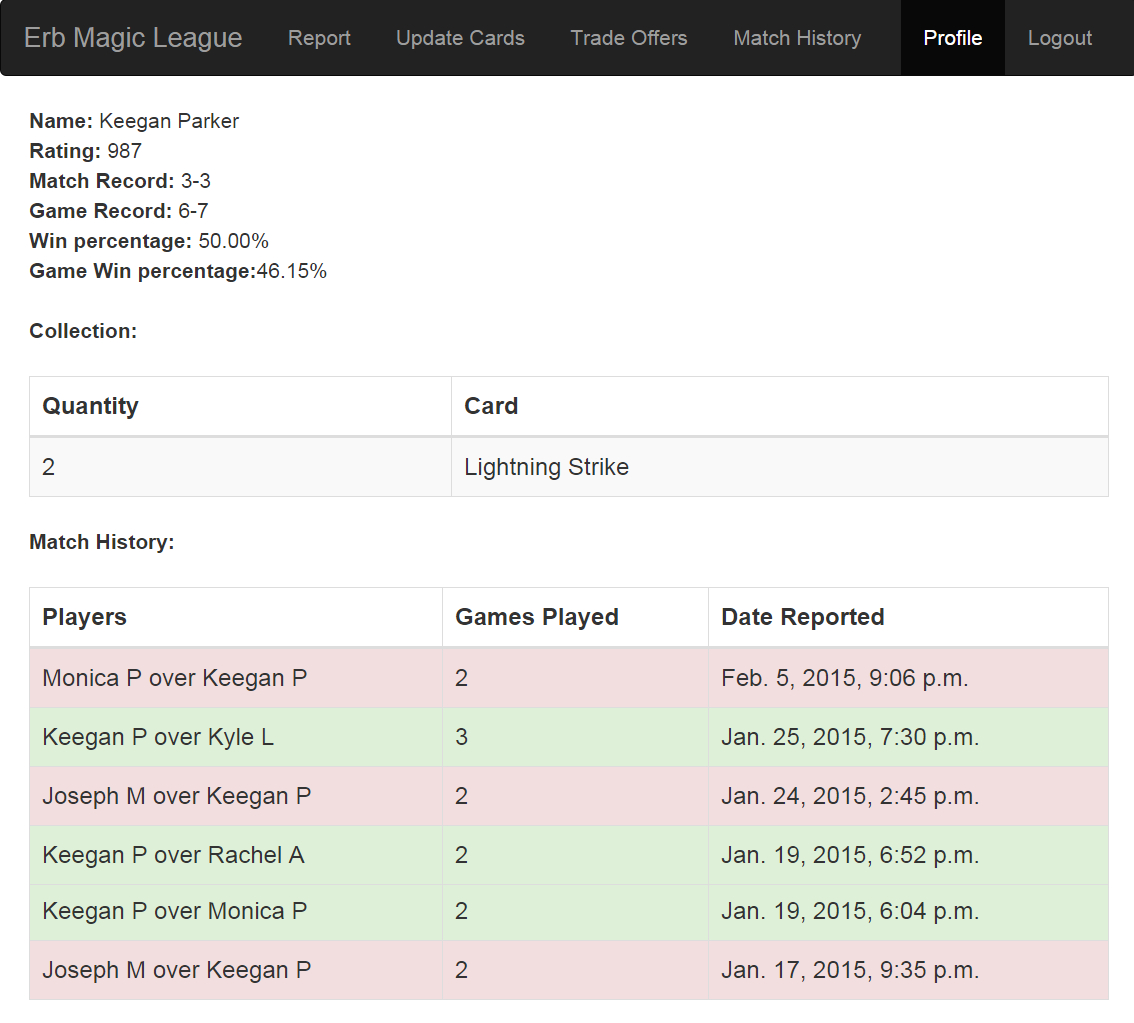 Erb Magic League Report Update Cards Trade Offers Match History Profile Logout
Name: Keegan Parker
Rating: 987
Match Record: 3-3
Game Record: 6-7
Win percentage: 50.00%
Game Win percentage:46.15%
Collection:
Quantity Card
2 Lightning Strike
Match History:
Players Games Played Date Reported
Monica P over Keegan P 2 Feb. 5, 2015, 9:06 p.m.
Keegan P over Kyle L 3 Jan. 25, 2015, 7:30 p.m.
Joseph M over Keegan P 2 Jan. 24, 2015, 2:45 p.m.
Keegan P over Rachel A 2 Jan. 19, 2015, 6:52 p.m.
Keegan P over Monica P 2 Jan. 19, 2015, 6:04 p.m.
Joseph M over Keegan P 2 Jan. 17, 2015, 9:35 p.m.